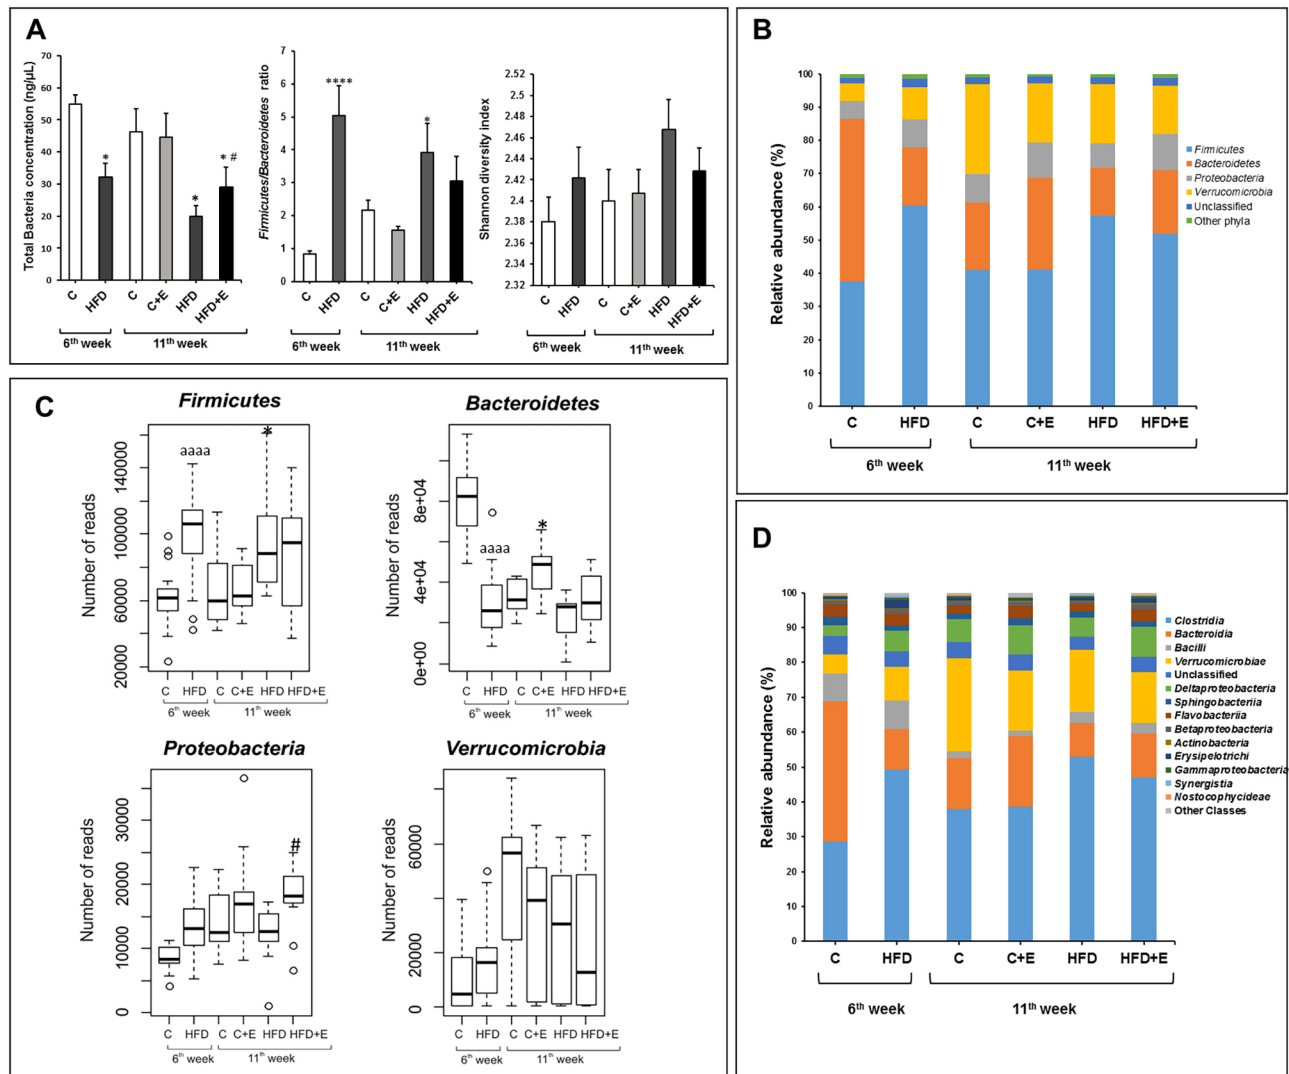 A
Total Bacteria concentration (ng/µL)
70
60
50
40
30
20
10
0
*
*
* #
C
HFD
C
C+E
HFD
HFD+E
6th week
11th week
Firmicutes/Bacteroidetes ratio
7
6
5
4
3
2
1
0
****
*
C
HFD
C
C+E
HFD
HFD+E
6th week
11th week
Shannon diversity index
2.52
2.5
2.48
2.46
2.44
2.42
2.4
2.38
2.36
2.34
2.32
C
HFD
C
C+E
HFD
HFD+E
6th week
11th week
B
Relative abundance (%)
100
90
80
70
60
50
40
30
20
10
0
C
HFD
C
C+E
HFD
HFD+E
6th week
11th week
Firmicutes
Bacteroidetes
Proteobacteria
Verrucomicrobia
Unclassified
Other phyla
C
Firmicutes
Number of reads
140000
100000
60000
20000
aaaa
*
C HFD C C+E HFD HFD+E
6th week
11th week
Bacteroidetes
Number of reads
8e+04
4e+04
0e+00
aaaa
*
C HFD C C+E HFD HFD+E
6th week
11th week
Proteobacteria
Number of reads
30000
20000
10000
0
#
C HFD C C+E HFD HFD+E
6th week
11th week
Verrucomicrobia
Number of reads
60000
20000
0
C HFD C C+E HFD HFD+E
6th week
11th week
D
Relative abundance (%)
100
90
80
70
60
50
40
30
20
10
0
C
HFD
C
C+E
HFD
HFD+E
6th week
11th week
Clostridia
Bacteroidia
Bacilli
Verrucomicrobiae
Unclassified
Deltaproteobacteria
Sphingobacteriia
Flavobacteriia
Betaproteobacteria
Actinobacteria
Erysipelotrichi
Gammaproteobacteria
Synergistia
Nostocophycideae
Other Classes